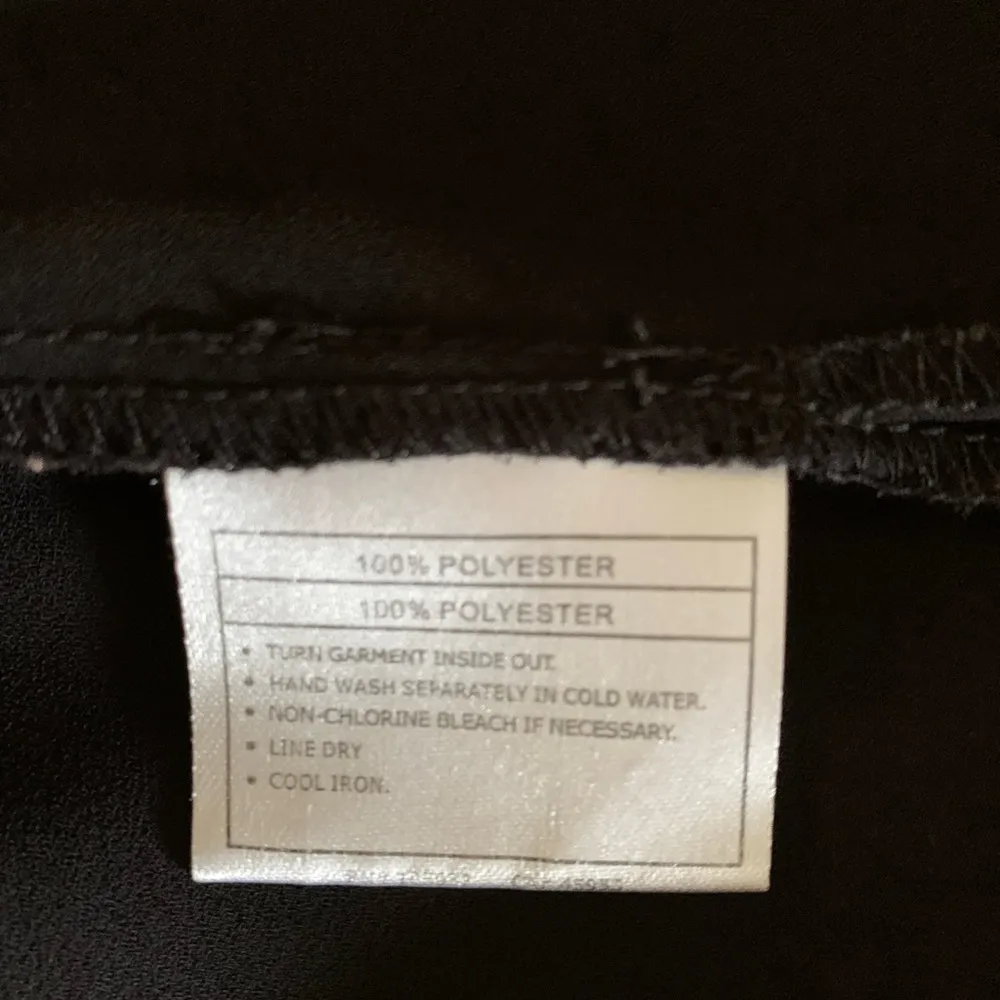 100% POLYESTER
100% POLYESTER
• TURN GARMENT INSIDE OUT.
• HAND WASH SEPARATELY IN COLD WATER.
• NON-CHLORINE BLEACH IF NECESSARY.
• LINE DRY
• COOL IRON.